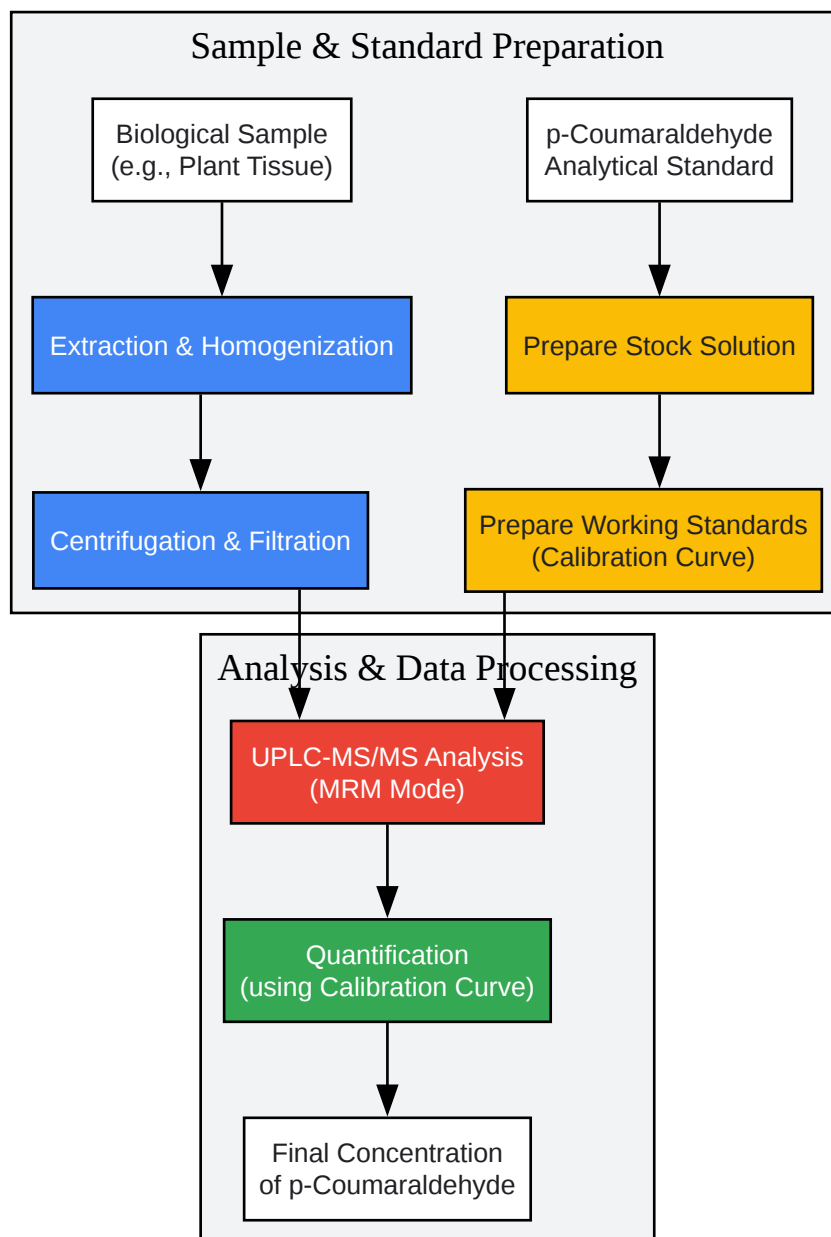 Sample & Standard Preparation
Biological Sample
(e.g., Plant Tissue)
p-Coumaraldehyde
Analytical Standard
Extraction & Homogenization
Prepare Stock Solution
Centrifugation & Filtration
Prepare Working Standards
(Calibration Curve)
Analysis & Data Processing
UPLC-MS/MS Analysis
(MRM Mode)
Quantification
(using Calibration Curve)
Final Concentration
of p-Coumaraldehyde